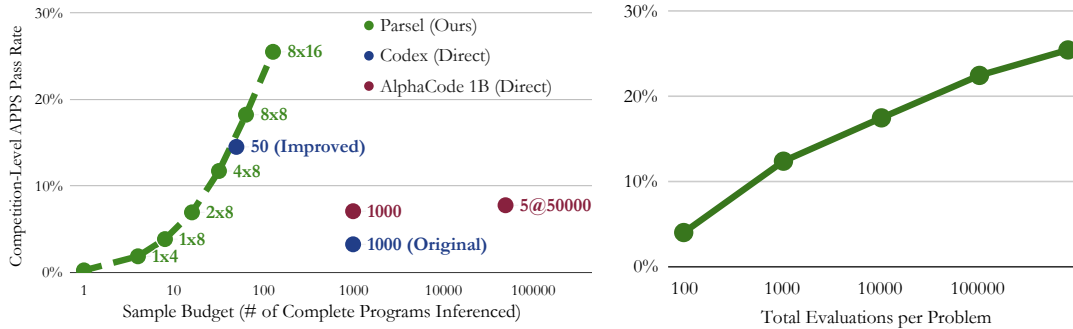 Competition-Level APPS Pass Rate
30%
20%
10%
0%
Parsel (Ours)
Codex (Direct)
AlphaCode 1B (Direct)
8x16
8x8
50 (Improved)
4x8
2x8
1x8
1x4
1000
5@50000
1000 (Original)
1
10
100
1000
10000
100000
Sample Budget (# of Complete Programs Inferenced)
30%
20%
10%
0%
100
1000
10000
100000
Total Evaluations per Problem